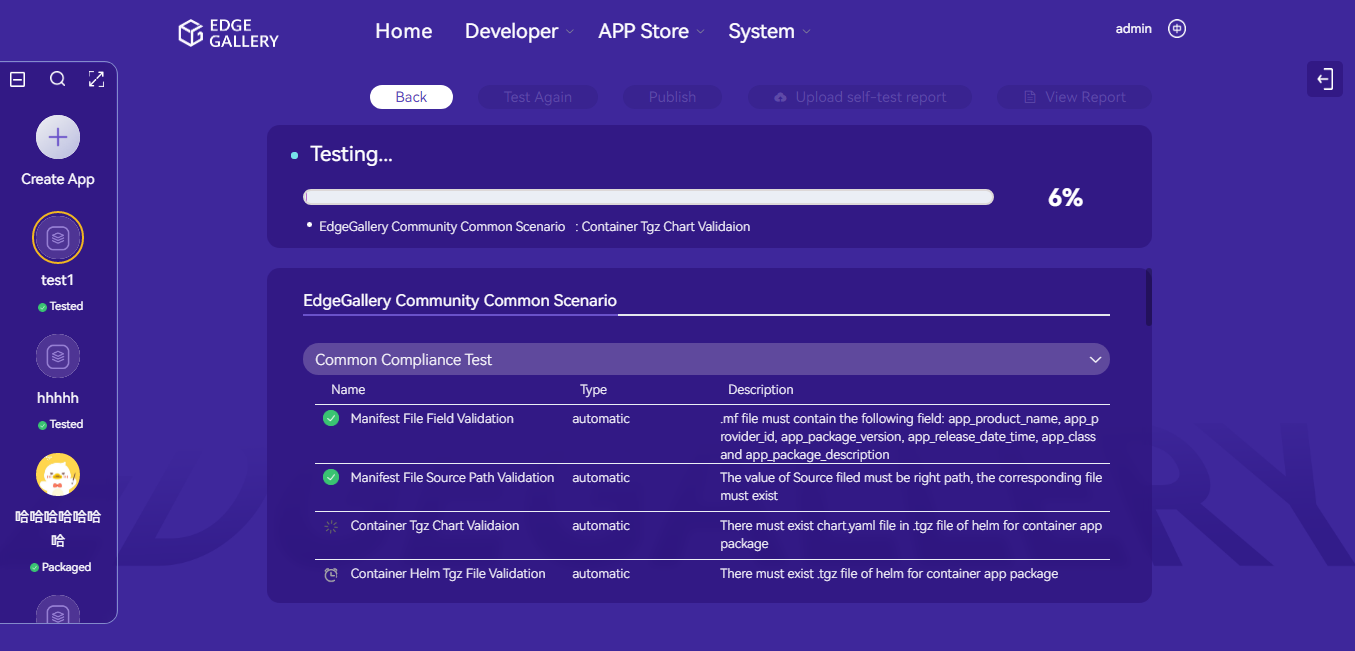 EDGE
GALLERY
Home
Developer
APP Store
System
admin
中
Back
Test Again
Publish
Upload self-test report
View Report
Create App
test1
Tested
hhhhh
Tested
哈哈哈哈哈哈
哈
Packaged
Testing...
6%
EdgeGallery Community Common Scenario : Container Tgz Chart Validaion
EdgeGallery Community Common Scenario
Common Compliance Test
Name Type Description
Manifest File Field Validation automatic .mf file must contain the following field: app_product_name, app_p
rovider_id, app_package_version, app_release_date_time, app_class
and app_package_description
Manifest File Source Path Validation automatic The value of Source filed must be right path, the corresponding file
must exist
Container Tgz Chart Validaion automatic There must exist chart.yaml file in .tgz file of helm for container app
package
Container Helm Tgz File Validation automatic There must exist .tgz file of helm for container app package
EDGE GALLERY